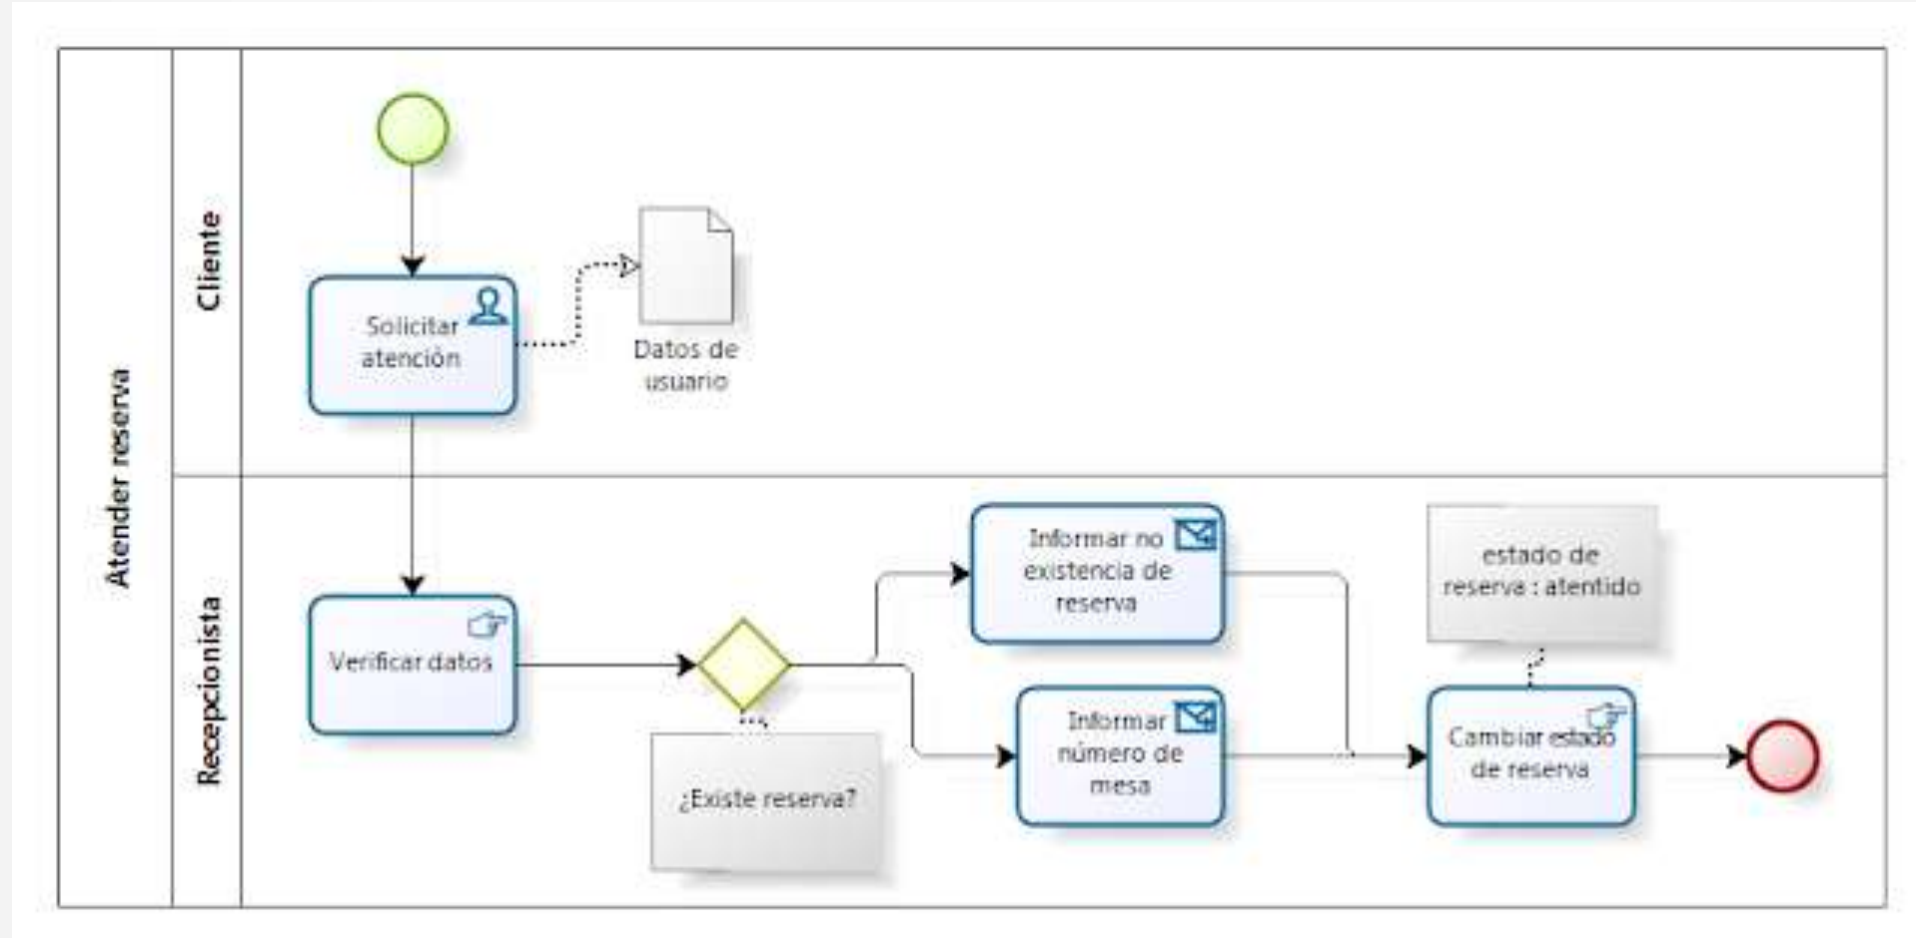 Atender reserva
Cliente
Solicitar
atención
Datos de
usuario
Recepcionista
Verificar datos
¿Existe reserva?
Informar no
existencia de
reserva
Informar
número de
mesa
estado de
reserva : atentido
Cambiar estado
de reserva